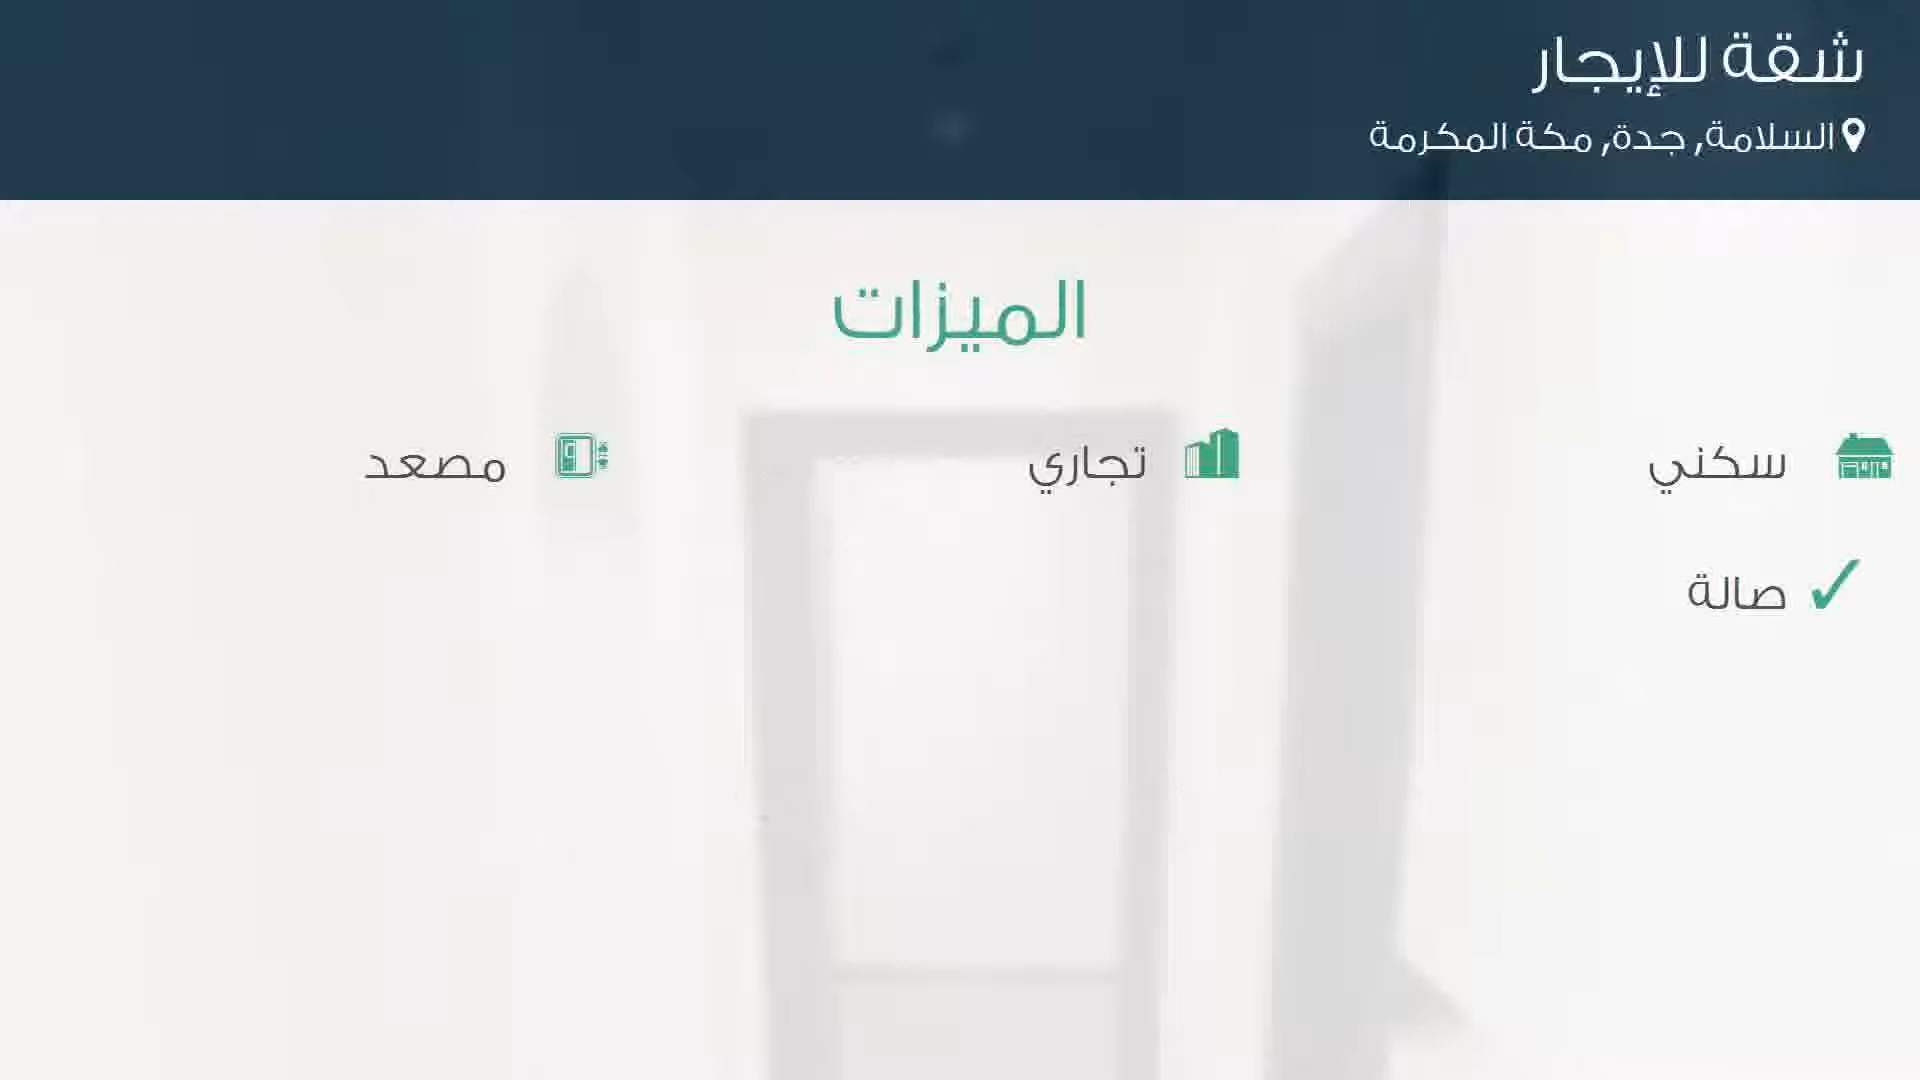 شقة للإيجار
السلامة, جدة, مكة المكرمة
الميزات
سكني
تجاري
مصعد
صالة